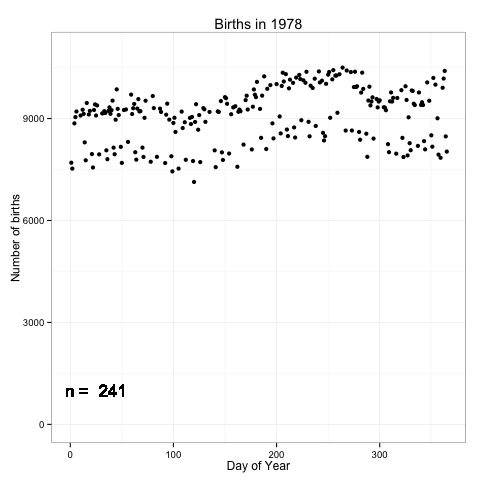 Births in 1978
Number of births
9000
6000
3000
0
n = 241
0 100 200 300
Day of Year